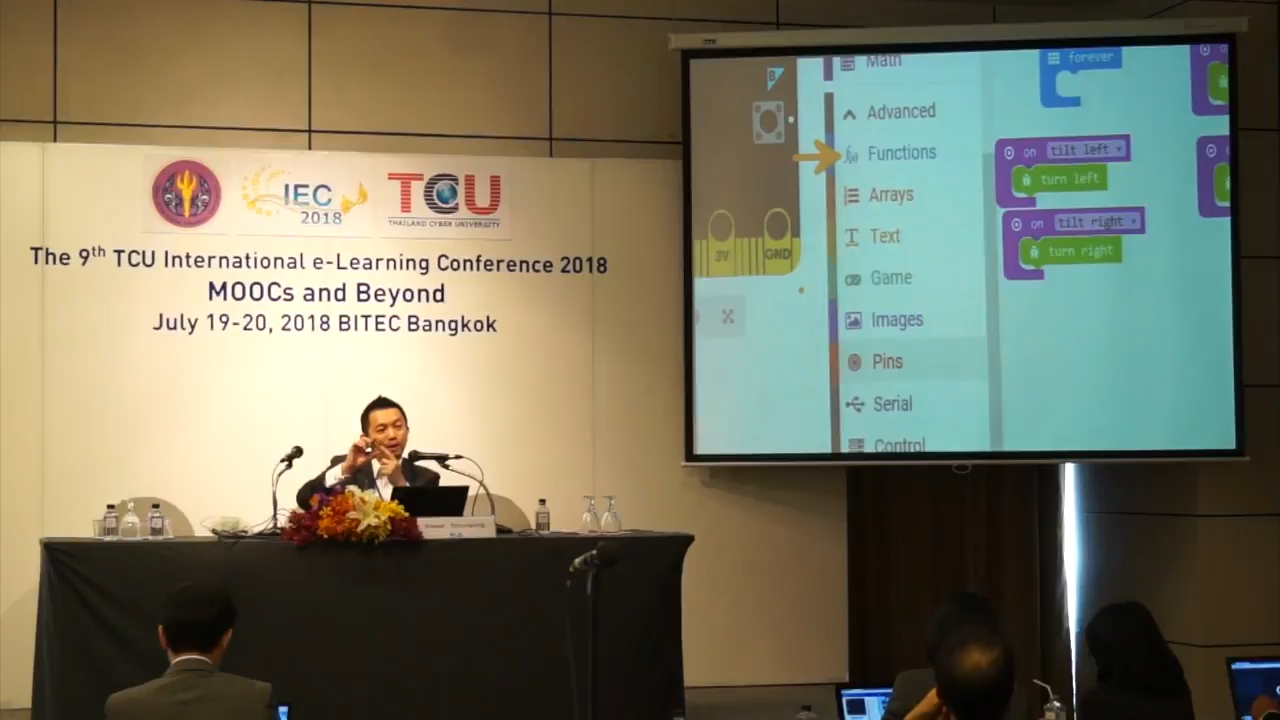 IEC
2018
TCU
THAILAND CYBER UNIVERSITY
The 9th TCU International e-Learning Conference 2018
MOOCs and Beyond
July 19-20, 2018 BITEC Bangkok
B
3V
GND
Math
Advanced
Functions
Arrays
Text
Game
Images
Pins
Serial
Control
forever
on tilt left
turn left
on tilt right
turn right